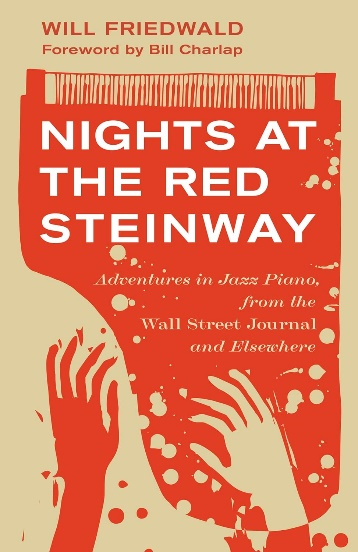 WILL FRIEDWALD
Foreword by Bill Charlap
NIGHTS AT
THE RED
STEINWAY
Adventures in Jazz Piano,
from the
Wall Street Journal
and Elsewhere